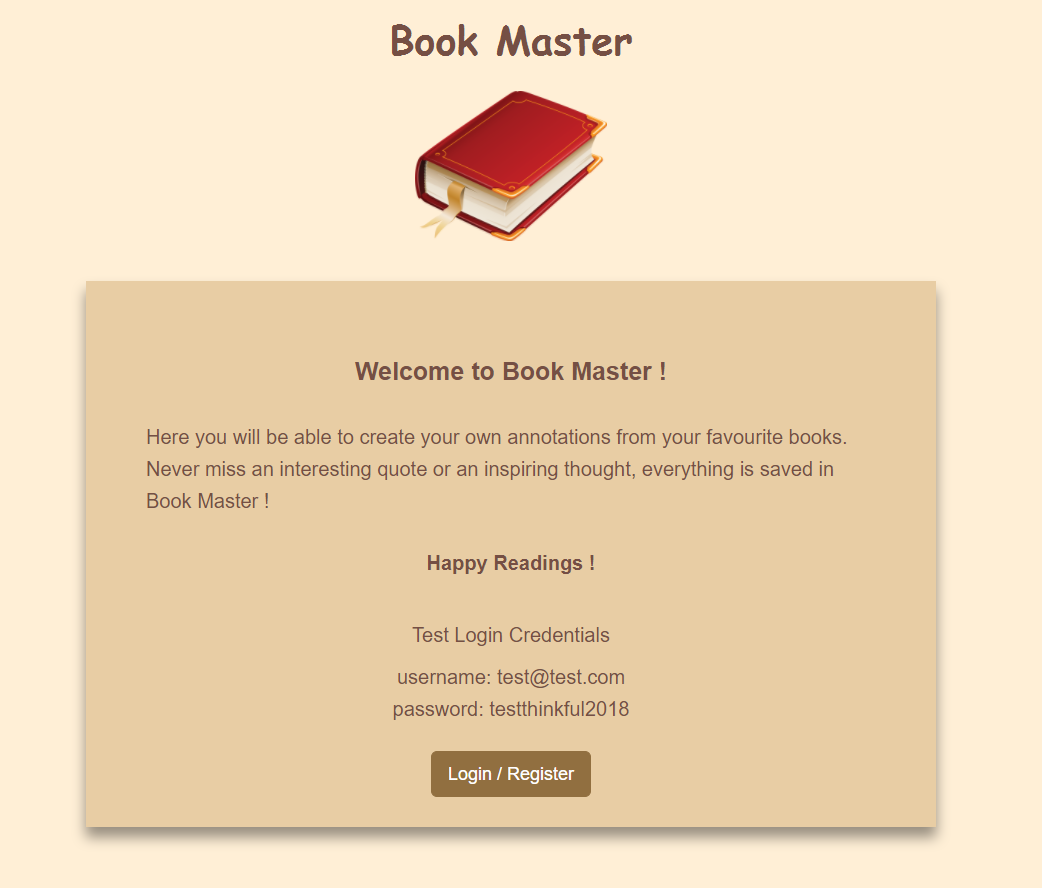 Book Master
Welcome to Book Master !
Here you will be able to create your own annotations from your favourite books.
Never miss an interesting quote or an inspiring thought, everything is saved in
Book Master !
Happy Readings !
Test Login Credentials
username: test@test.com
password: testthinkful2018
Login / Register